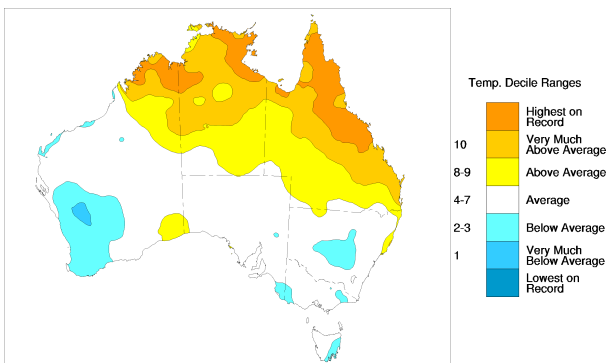 Temp. Decile Ranges
Highest on
Record
10
Very Much
Above Average
8-9
Above Average
4-7
Average
2-3
Below Average
1
Very Much
Below Average
Lowest on
Record